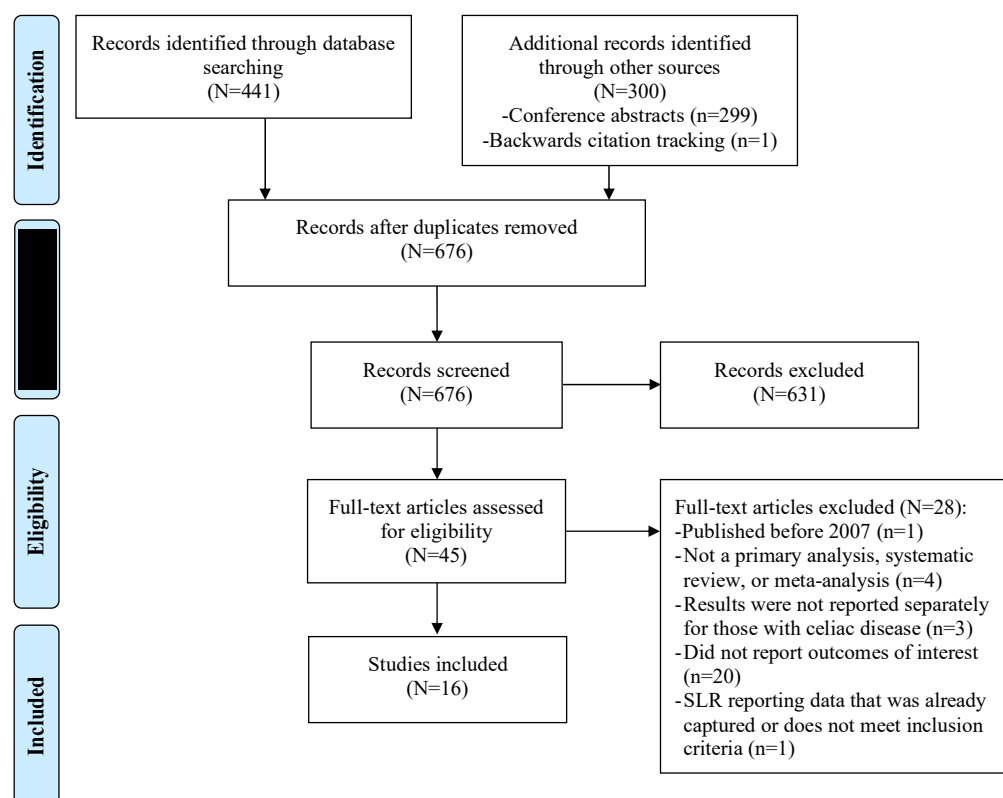 Identification
Records identified through database
searching
(N=441)
Additional records identified
through other sources
(N=300)
-Conference abstracts (n=299)
-Backwards citation tracking (n=1)
Records after duplicates removed
(N=676)
Records screened
(N=676)
Records excluded
(N=631)
Eligibility
Full-text articles assessed
for eligibility
(N=45)
Full-text articles excluded (N=28):
-Published before 2007 (n=1)
-Not a primary analysis, systematic
review, or meta-analysis (n=4)
-Results were not reported separately
for those with celiac disease (n=3)
-Did not report outcomes of interest
(n=20)
-SLR reporting data that was already
captured or does not meet inclusion
criteria (n=1)
Included
Studies included
(N=16)